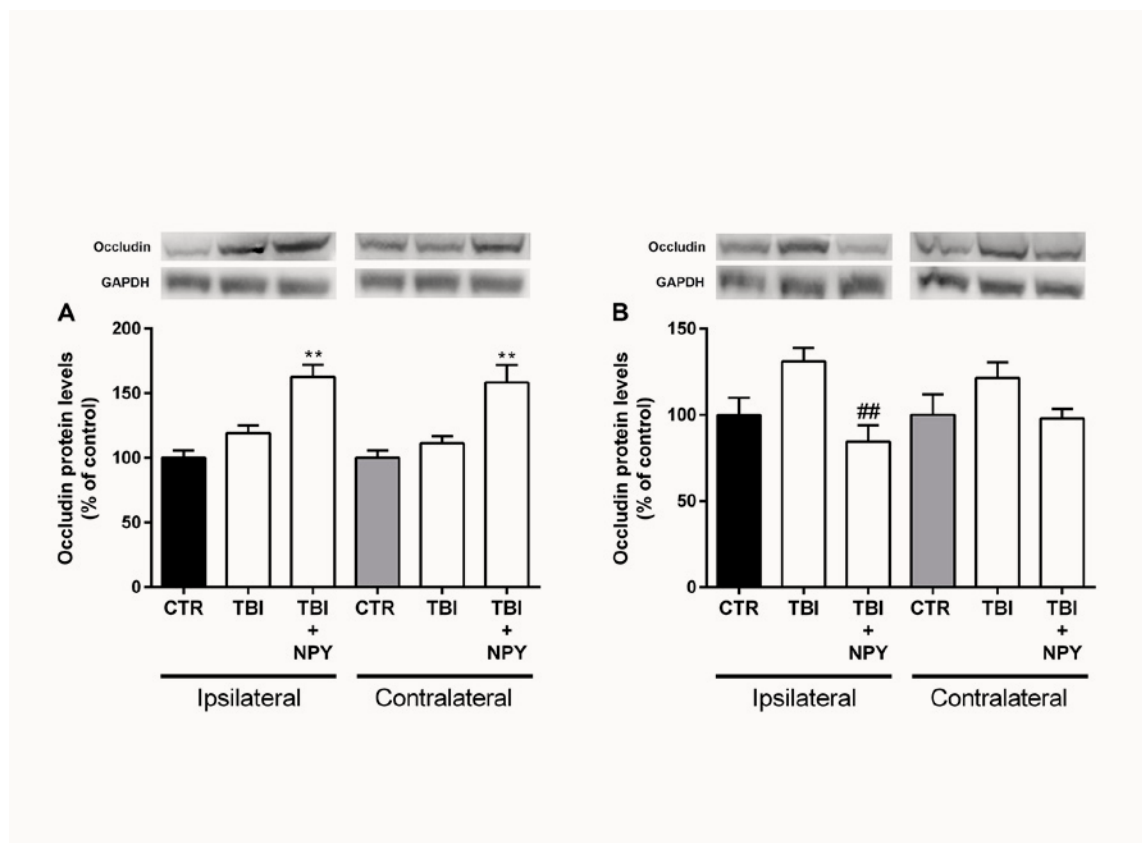 Occludin
GAPDH
A
Occludin protein levels
(% of control)
200
150
100
50
0
**
**
CTR
TBI
TBI
+
NPY
CTR
TBI
TBI
+
NPY
Ipsilateral
Contralateral
Occludin
GAPDH
B
Occludin protein levels
(% of control)
150
100
50
0
##
CTR
TBI
TBI
+
NPY
CTR
TBI
TBI
+
NPY
Ipsilateral
Contralateral